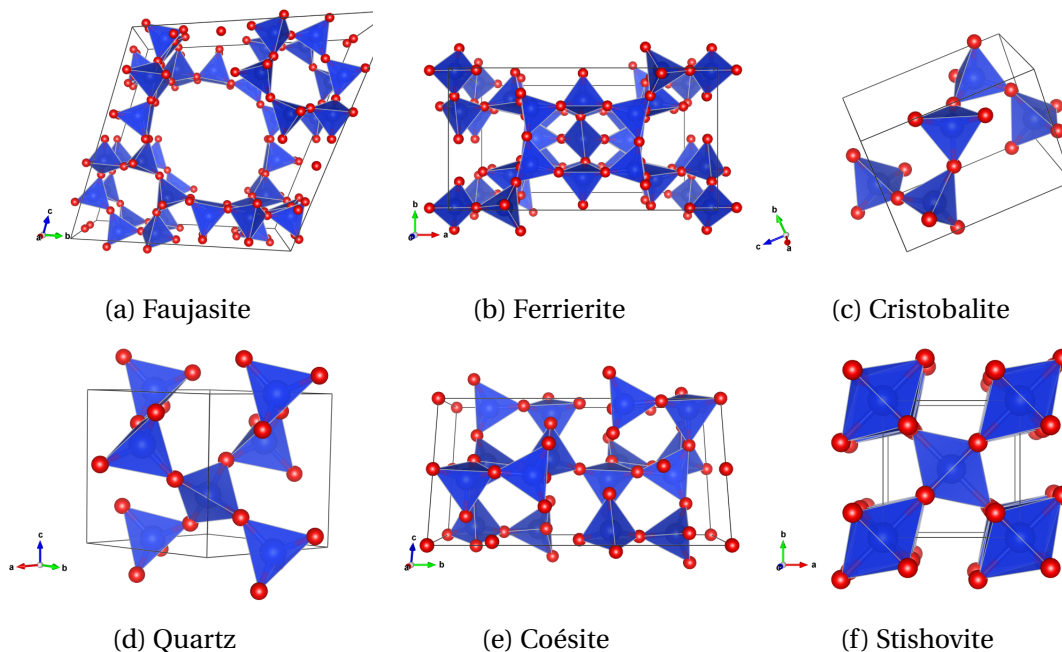 c
a
b
b
c
a
b
c
a
(a) Faujasite
(b) Ferrierite
(c) Cristobalite
c
a
b
c
a
b
b
c
a
(d) Quartz
(e) Coésite
(f) Stishovite